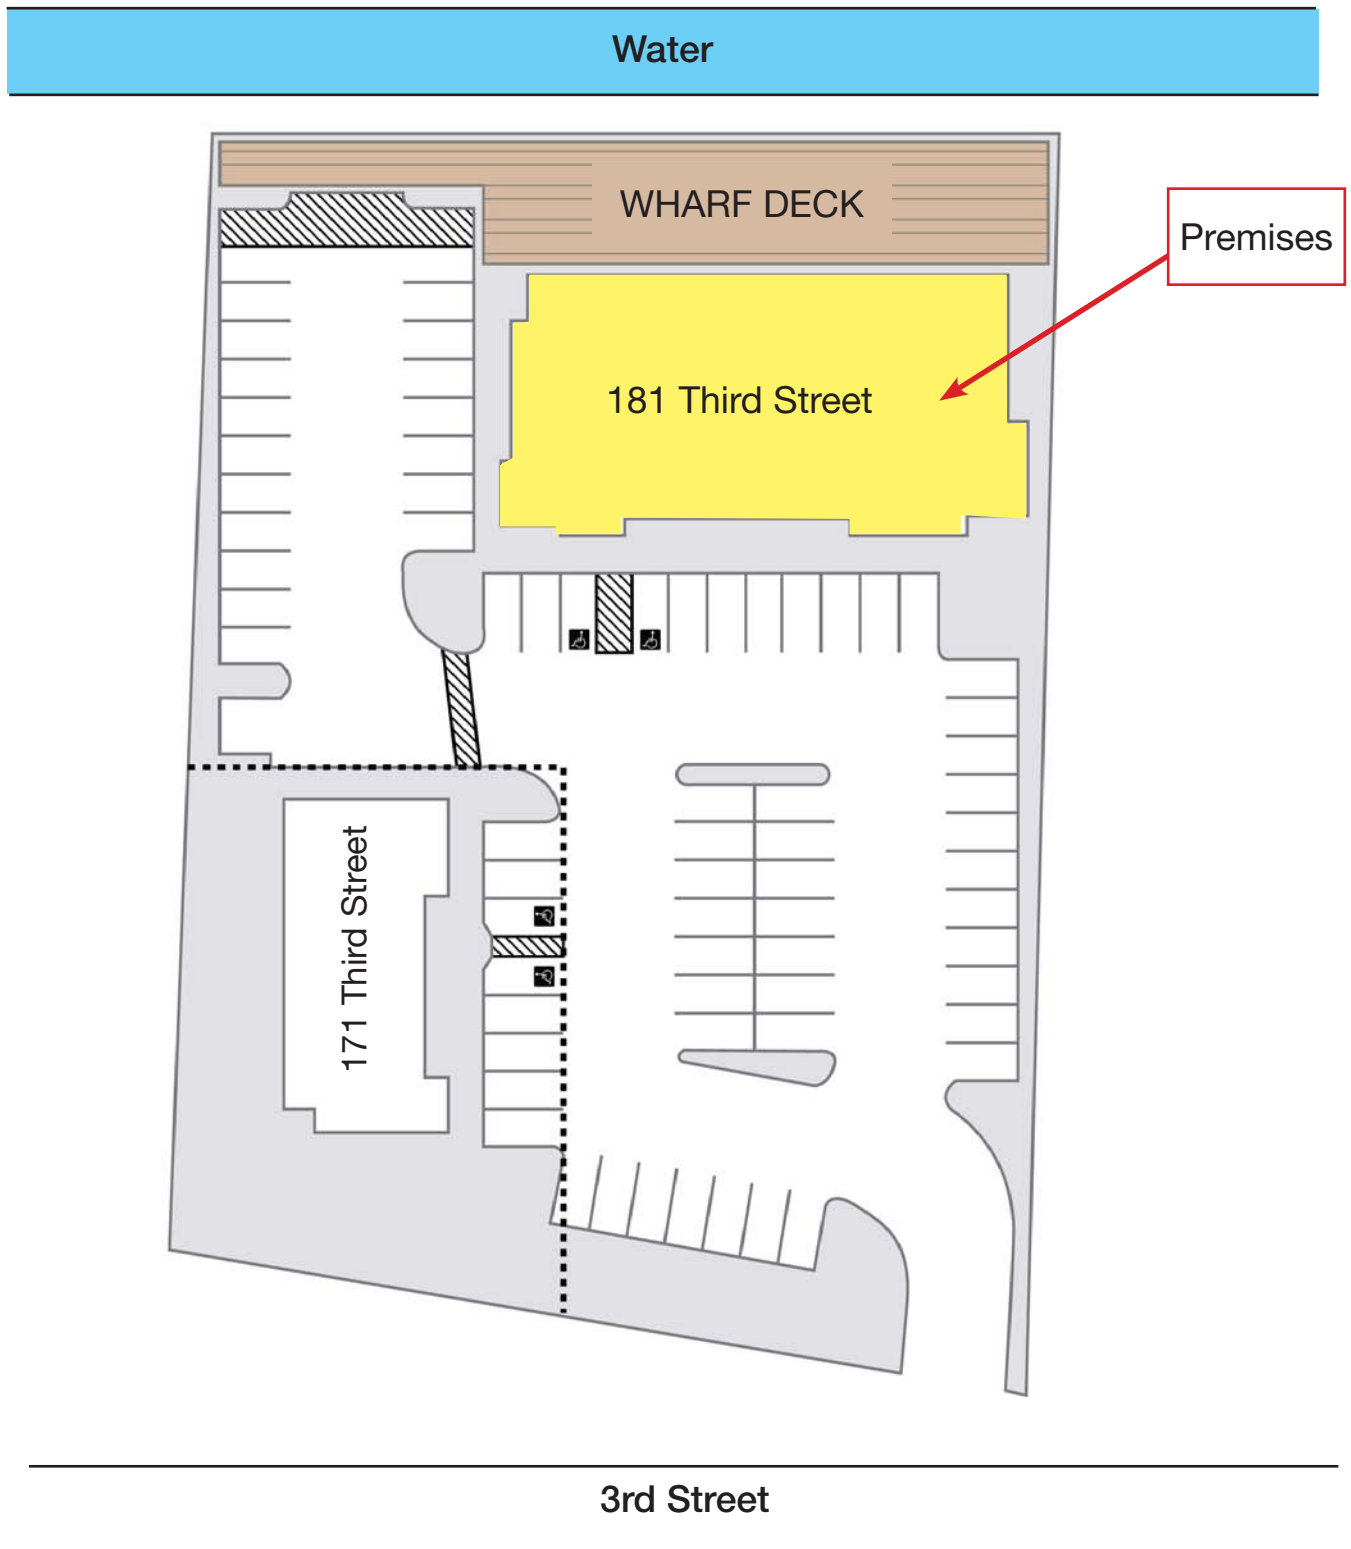 Water
WHARF DECK
Premises
181 Third Street
171 Third Street
3rd Street